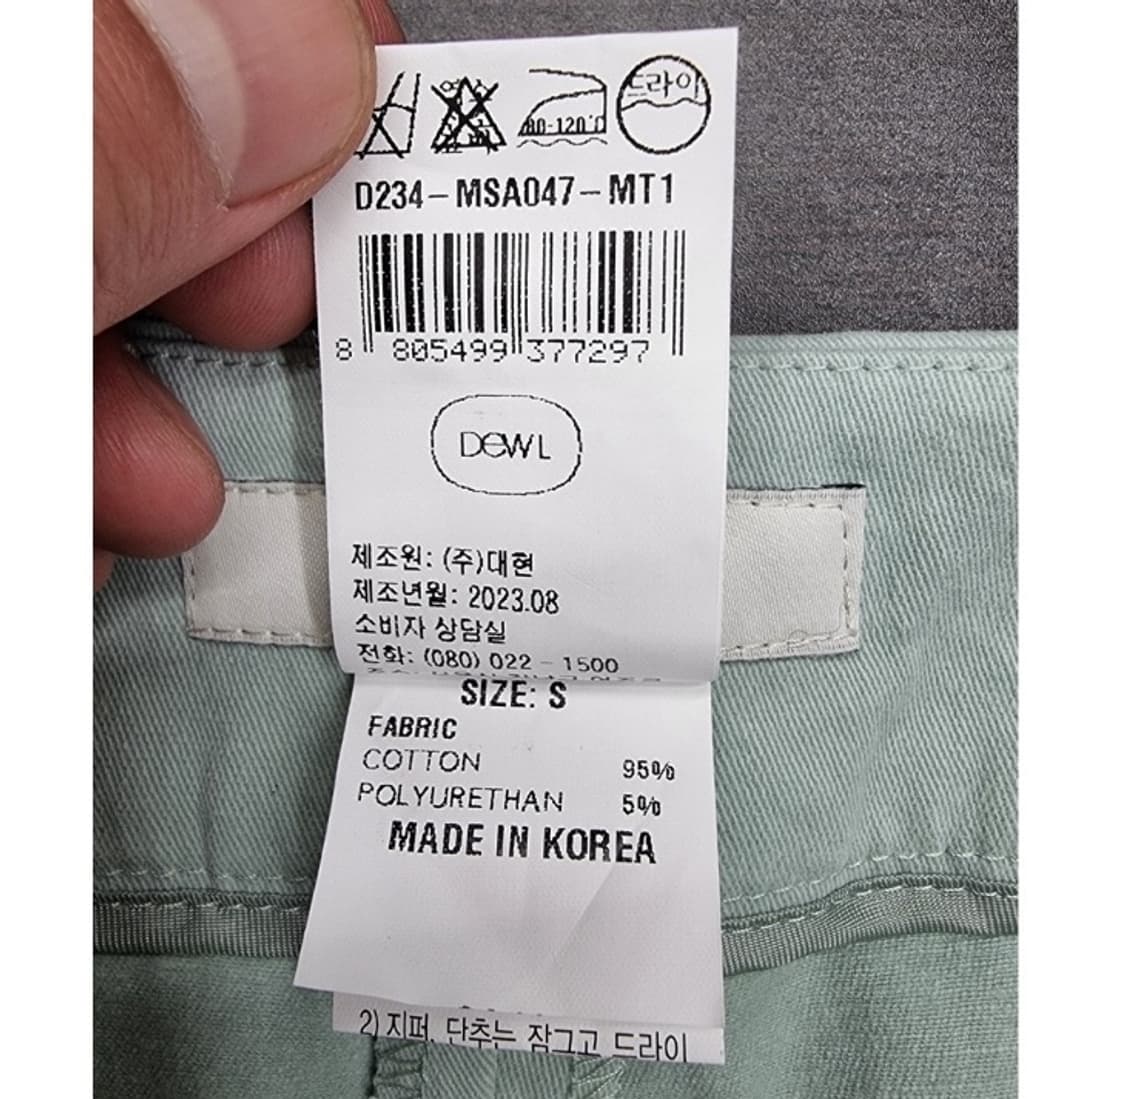 80-120℃
드라이
D234-MSA047-MT1
8 805499 377297
DEWL
제조원: (주)대현
제조년월: 2023.08
소비자 상담실
전화: (080) 022 - 1500
SIZE: S
FABRIC
COTTON 95%
POLYURETHAN 5%
MADE IN KOREA
2) 지퍼, 단추는 잠그고 드라이